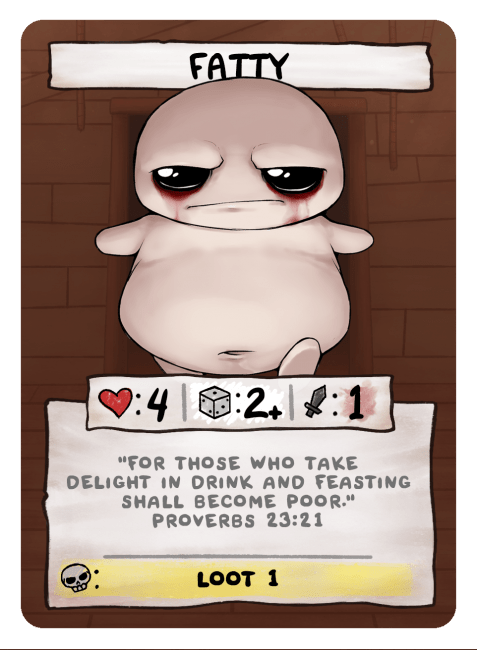 FATTY
:4 :2+ :1
"FOR THOSE WHO TAKE
DELIGHT IN DRINK AND FEASTING
SHALL BECOME POOR."
PROVERBS 23:21
: LOOT 1